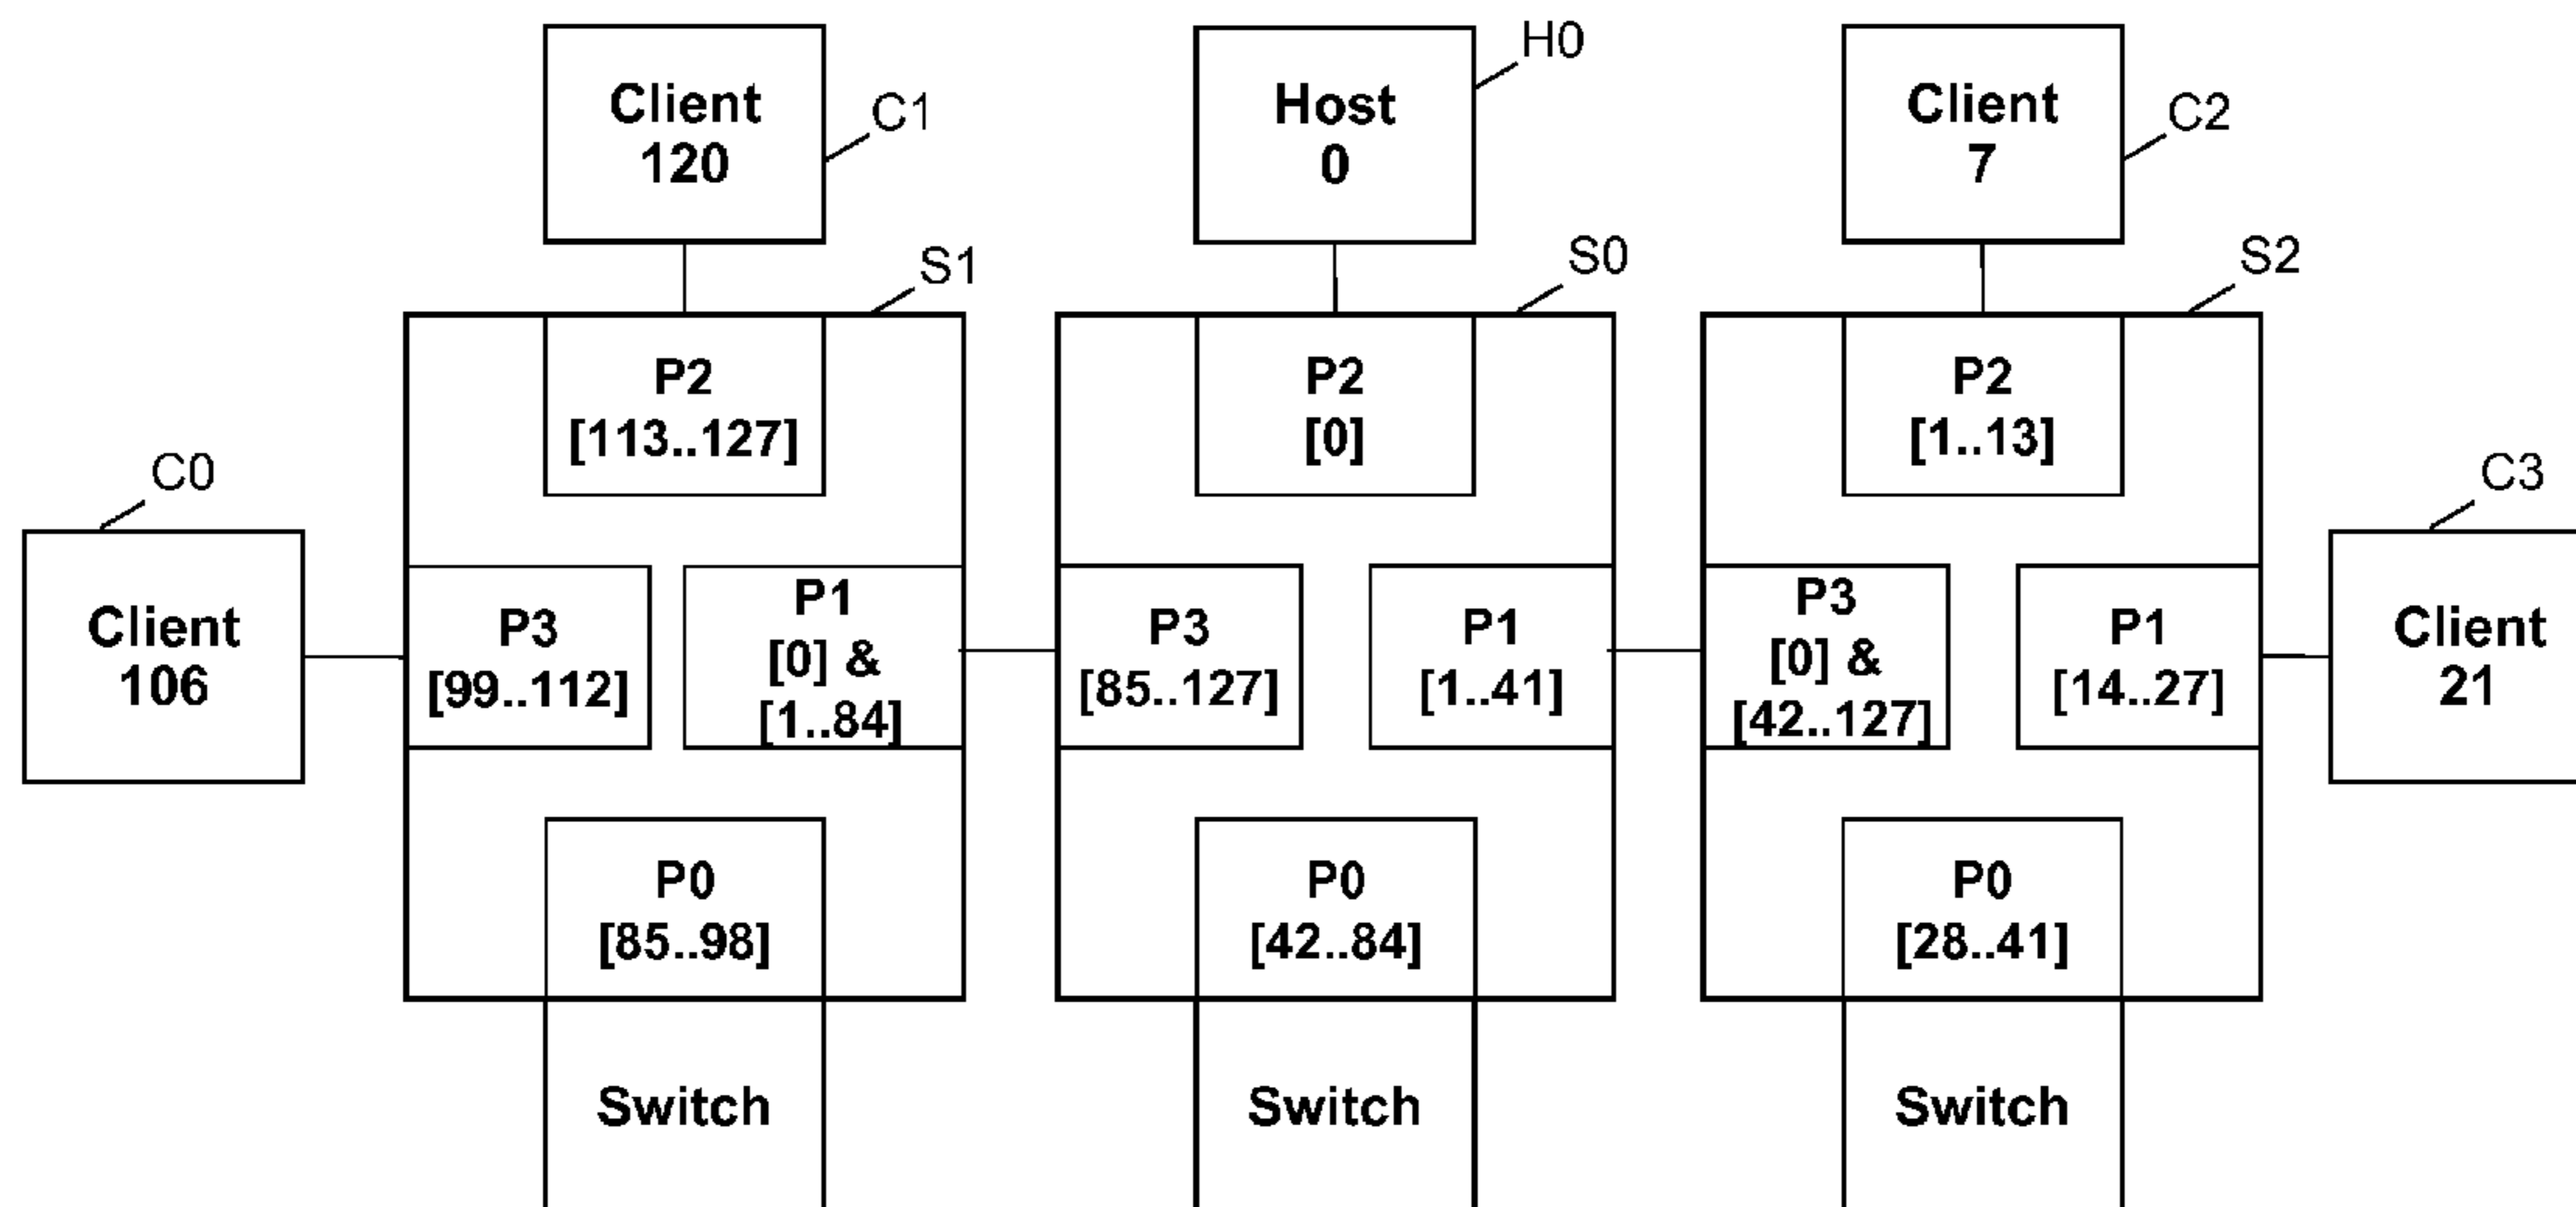 Client
120
C1
Host
0
H0
Client
7
C2
S1
S0
S2
P2
[113..127]
P2
[0]
P2
[1..13]
C0
Client
106
P3
[99..112]
P1
[0] &
[1..84]
P3
[85..127]
P1
[1..41]
P3
[0] &
[42..127]
P1
[14..27]
C3
Client
21
P0
[85..98]
P0
[42..84]
P0
[28..41]
Switch
Switch
Switch